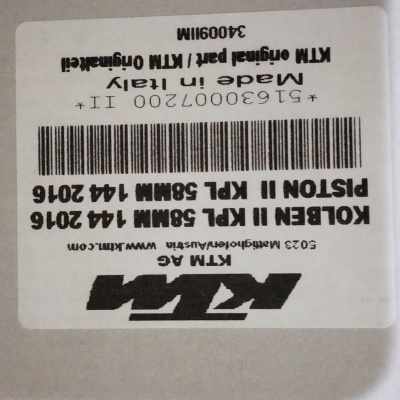 KTM
KTM AG
5023 Mattighofen/Austria www.ktm.com
KOLBEN II KPL 58MM 144 2016
PISTON II KPL 58MM 144 2016
*51630007200 II*
Made in Italy
KTM original part / KTM Originalteil
34009IIM